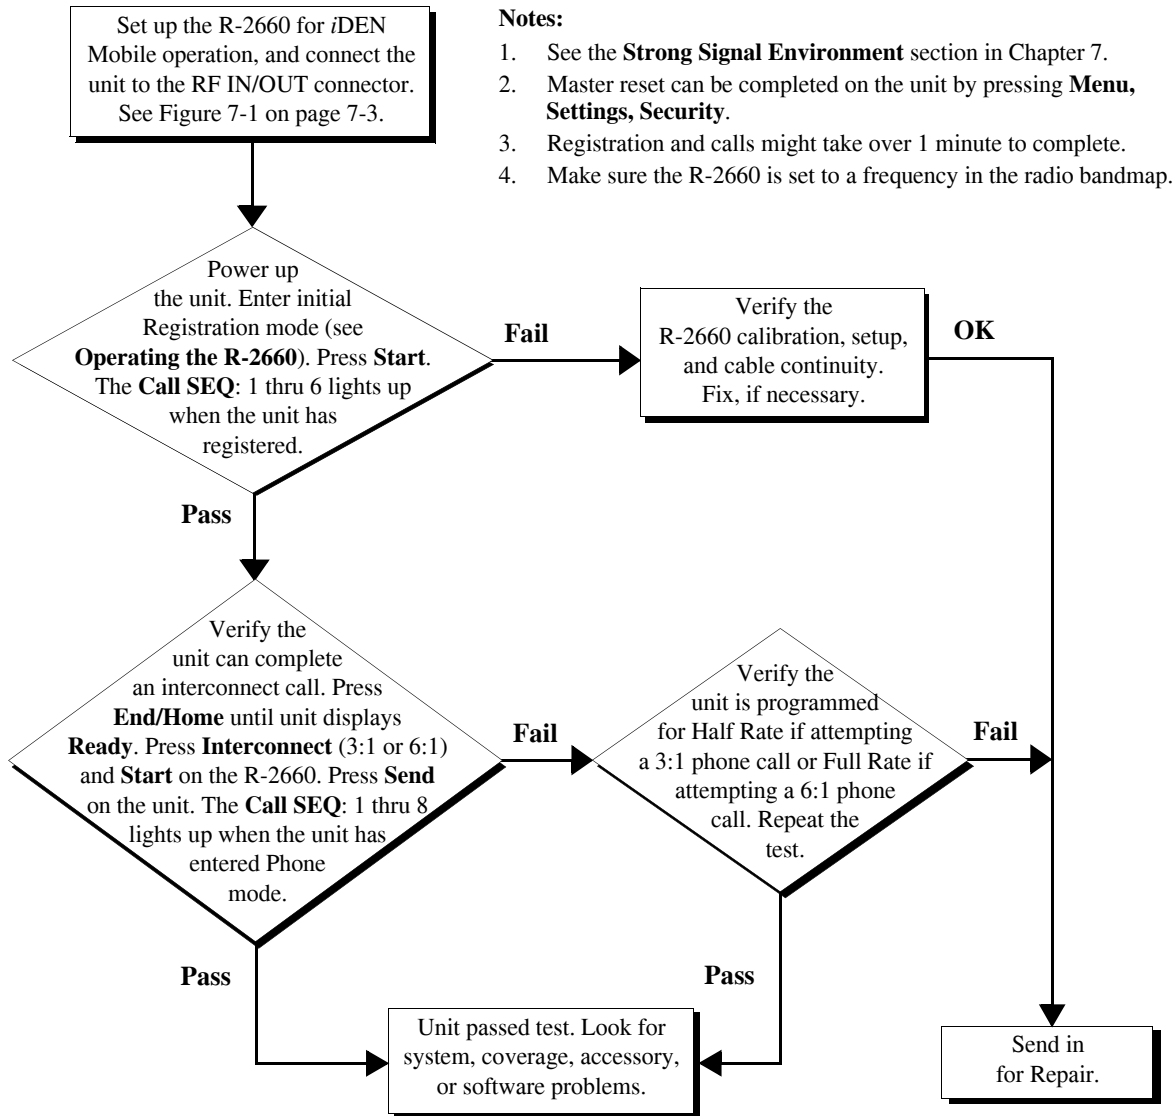 Set up the R-2660 for iDEN
Mobile operation, and connect the
unit to the RF IN/OUT connector.
See Figure 7-1 on page 7-3.
Notes:
1. See the Strong Signal Environment section in Chapter 7.
2. Master reset can be completed on the unit by pressing Menu,
Settings, Security.
3. Registration and calls might take over 1 minute to complete.
4. Make sure the R-2660 is set to a frequency in the radio bandmap.
Power up
the unit. Enter initial
Registration mode (see
Operating the R-2660). Press Start.
The Call SEQ: 1 thru 6 lights up
when the unit has
registered.
Fail
Verify the
R-2660 calibration, setup,
and cable continuity.
Fix, if necessary.
OK
Pass
Verify the
unit can complete
an interconnect call. Press
End/Home until unit displays
Ready. Press Interconnect (3:1 or 6:1)
and Start on the R-2660. Press Send
on the unit. The Call SEQ: 1 thru 8
lights up when the unit has
entered Phone
mode.
Fail
Verify the
unit is programmed
for Half Rate if attempting
a 3:1 phone call or Full Rate if
attempting a 6:1 phone
call. Repeat the
test.
Fail
Pass
Pass
Unit passed test. Look for
system, coverage, accessory,
or software problems.
Send in
for Repair.